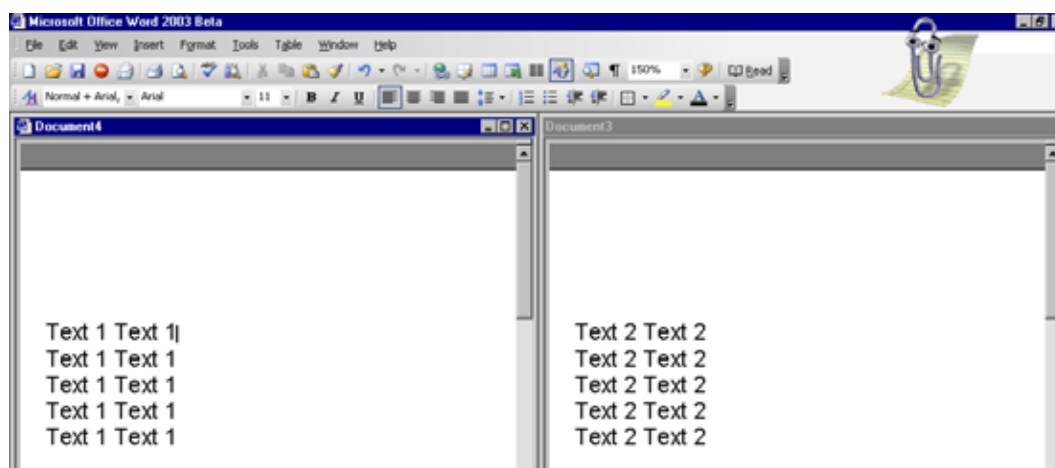 Microsoft Office Word 2003 Beta
File Edit View Insert Format Tools Table Window Help
150% Read
Normal + Arial, Arial 11 B I U A
Document4
Text 1 Text 1
Text 1 Text 1
Text 1 Text 1
Text 1 Text 1
Text 1 Text 1
Document3
Text 2 Text 2
Text 2 Text 2
Text 2 Text 2
Text 2 Text 2
Text 2 Text 2